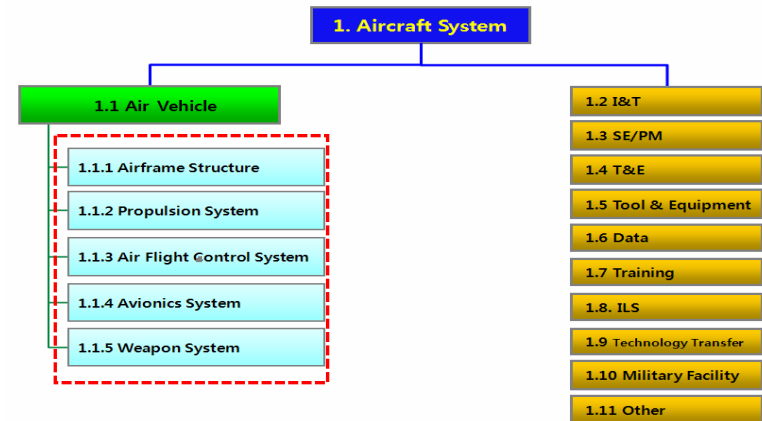 1. Aircraft System
1.1 Air Vehicle
1.1.1 Airframe Structure
1.1.2 Propulsion System
1.1.3 Air Flight Control System
1.1.4 Avionics System
1.1.5 Weapon System
1.2 I&T
1.3 SE/PM
1.4 T&E
1.5 Tool & Equipment
1.6 Data
1.7 Training
1.8. ILS
1.9 Technology Transfer
1.10 Military Facility
1.11 Other